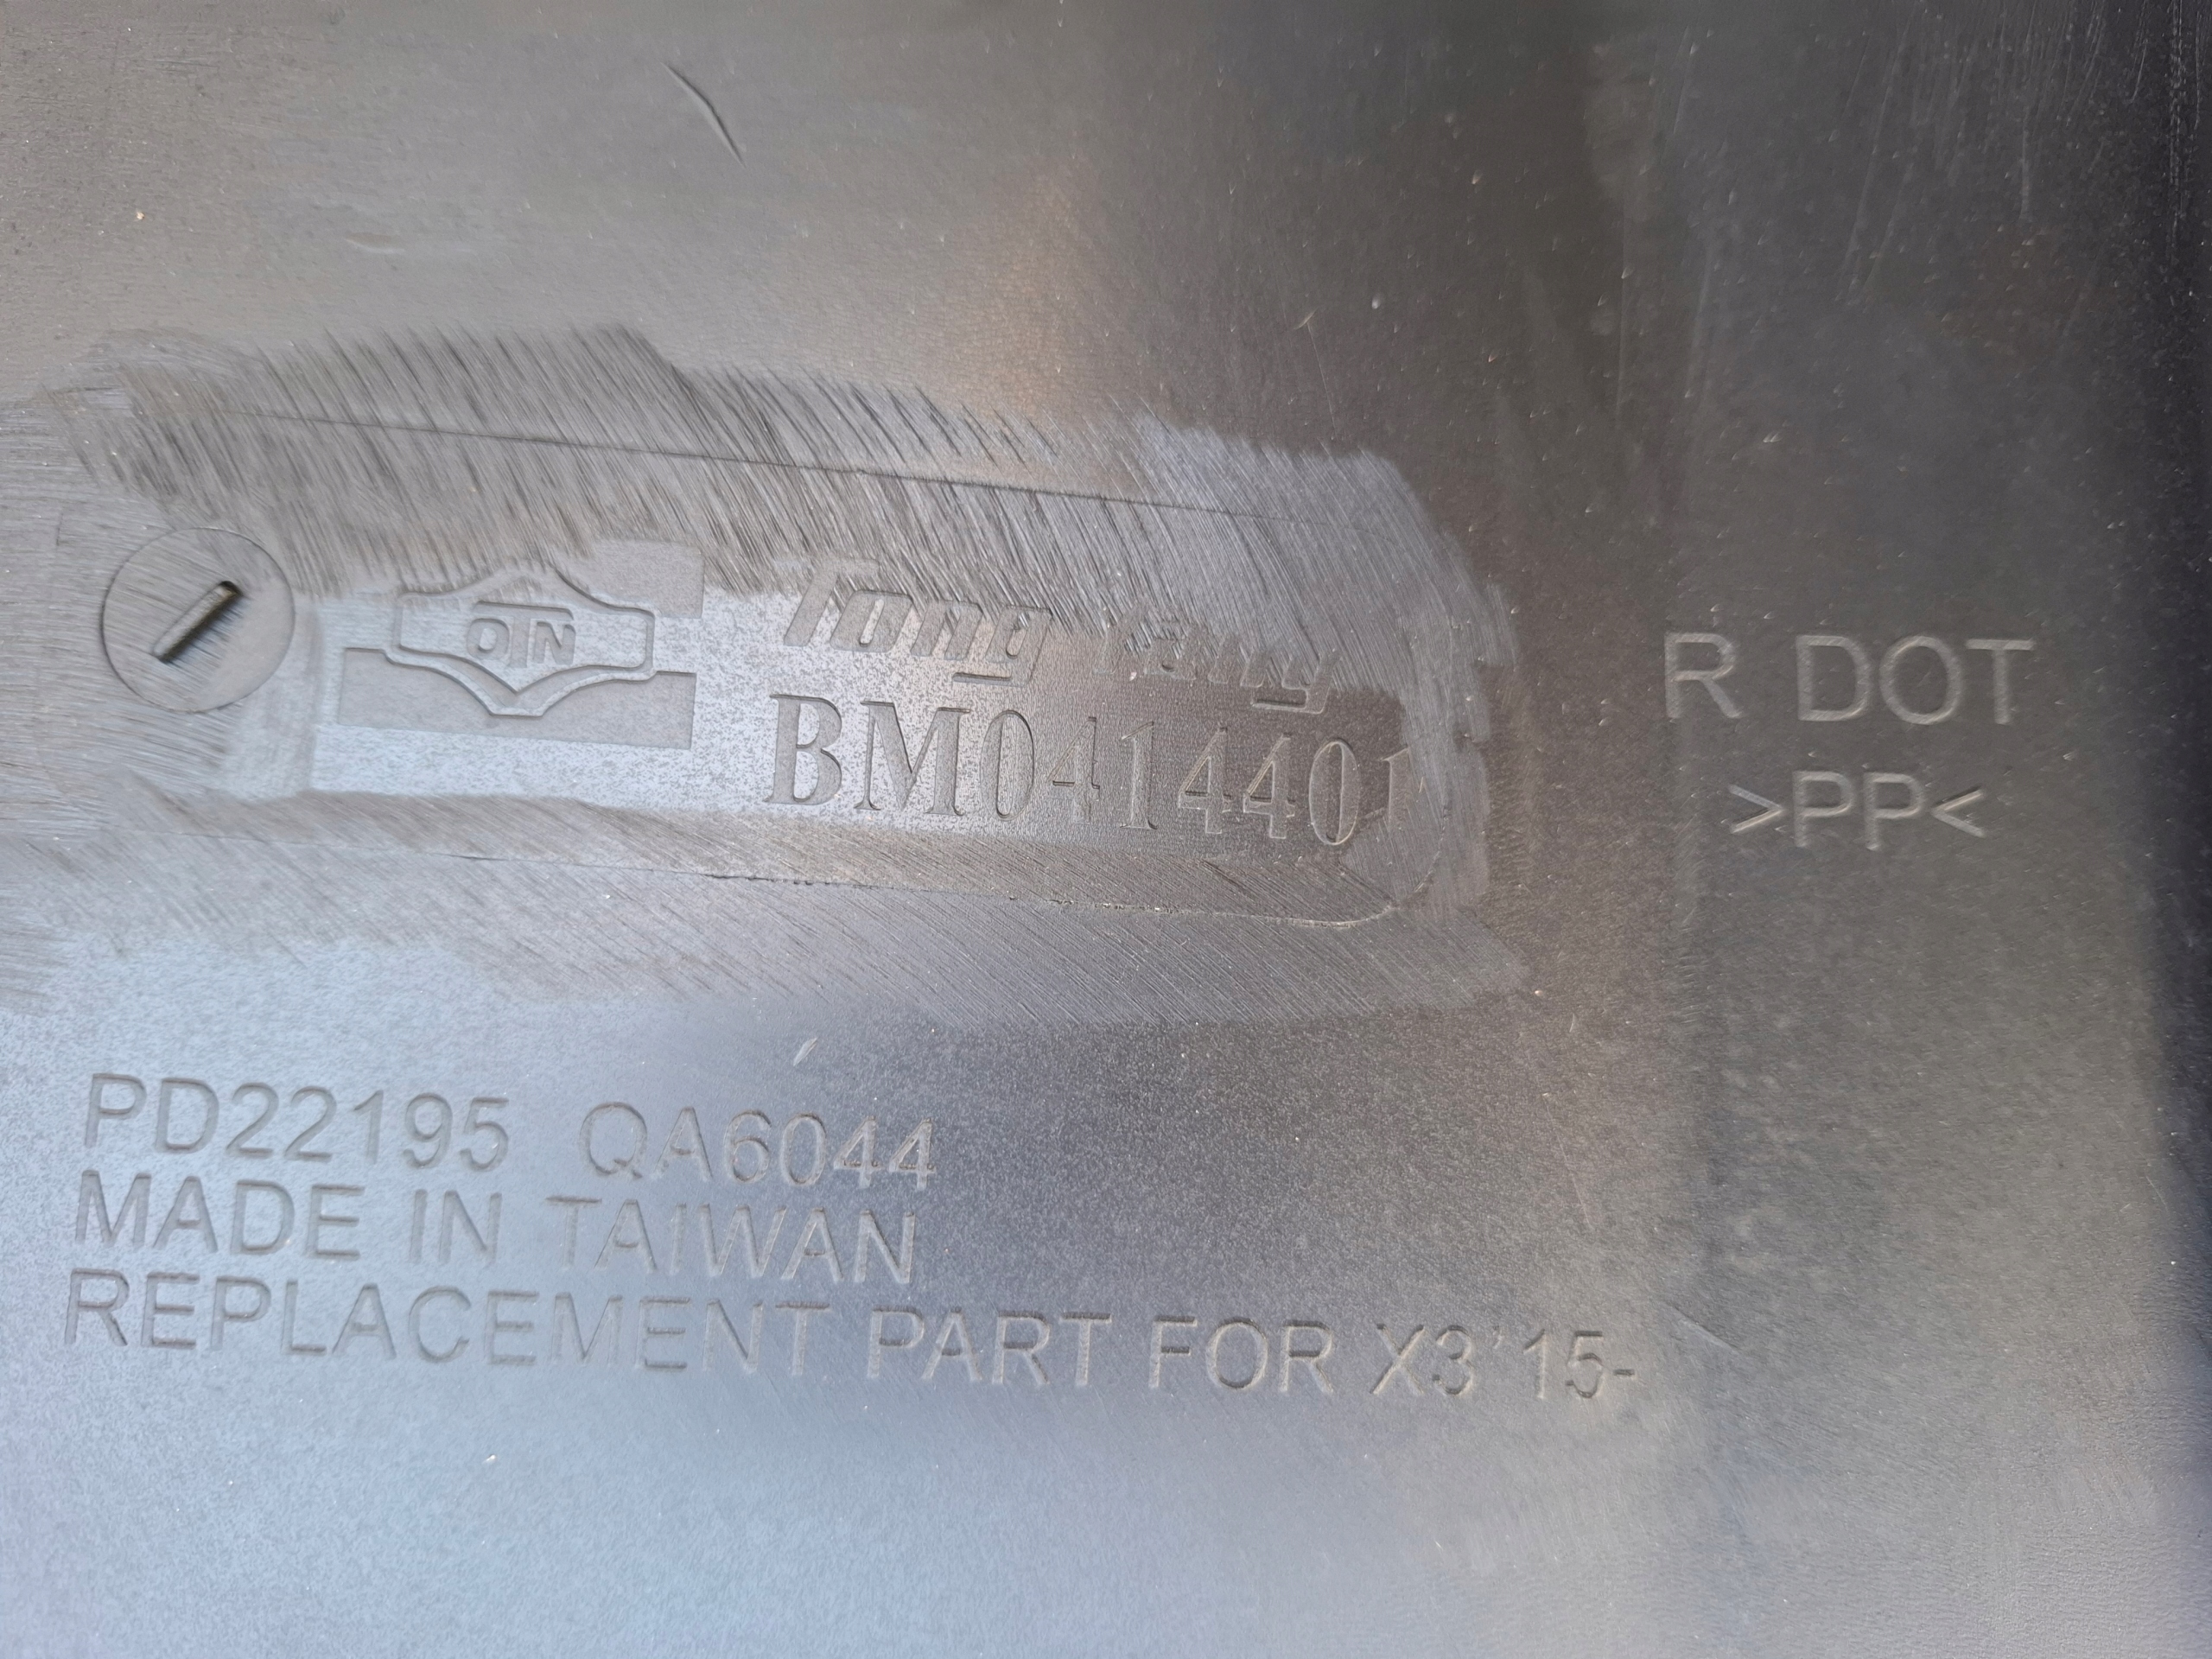 OTN
Tong Yang
BM0414401
R DOT
>PP<
PD22195 QA6044
MADE IN TAIWAN
REPLACEMENT PART FOR X3'15-